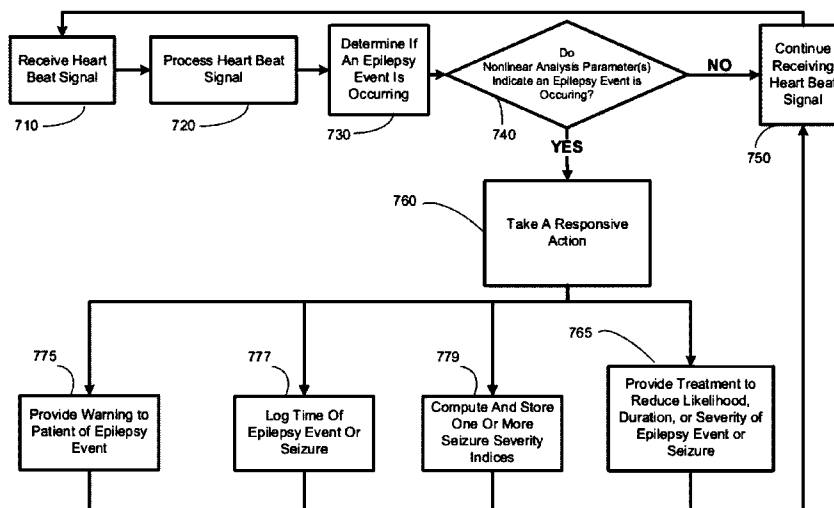 Receive Heart
Beat Signal
710
Process Heart Beat
Signal
720
Determine If
An Epilepsy
Event Is
Occurring
730
Do
Nonlinear Analysis Parameter(s)
Indicate an Epilepsy Event is
Occuring?
740
NO
YES
Continue
Receiving
Heart Beat
Signal
750
760
Take A Responsive
Action
775
Provide Warning to
Patient of Epilepsy
Event
777
Log Time Of
Epilepsy Event Or
Seizure
779
Compute And Store
One Or More
Seizure Severity
Indices
765
Provide Treatment to
Reduce Likelihood,
Duration, or Severity of
Epilepsy Event or
Seizure